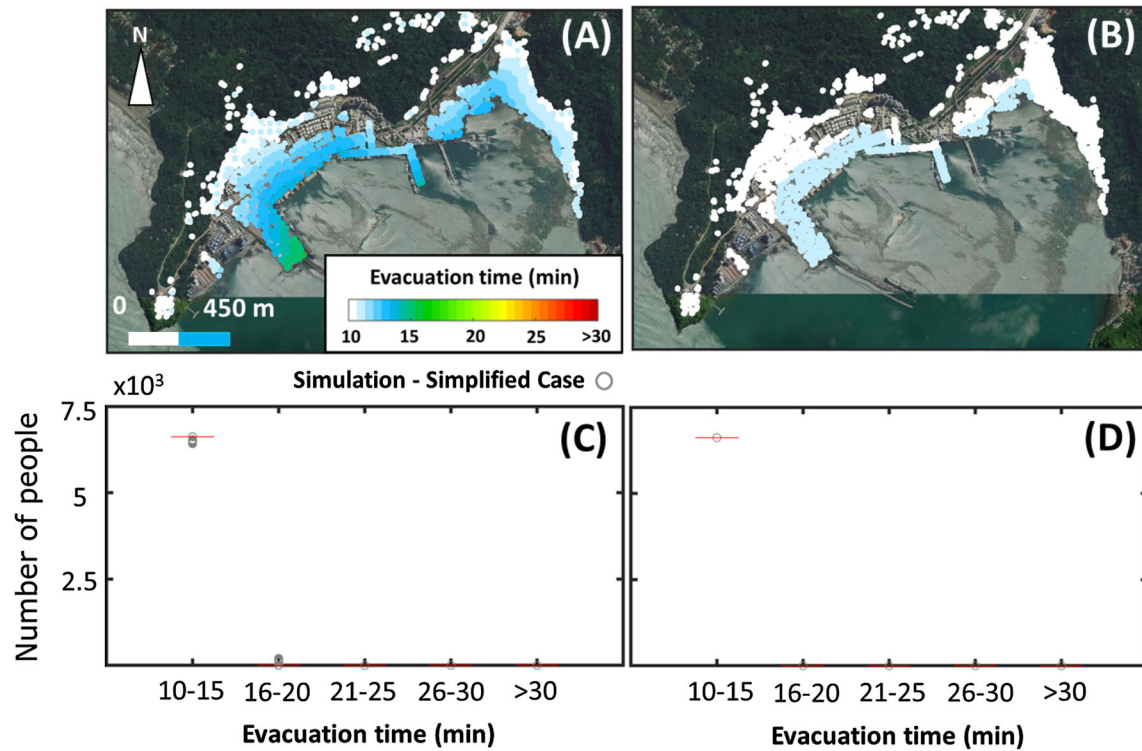 N
(A)
(B)
0 450 m
Evacuation time (min)
10 15 20 25 >30
Simulation - Simplified Case
x10³
7.5
5
2.5
Number of people
(C)
(D)
10-15 16-20 21-25 26-30 >30
10-15 16-20 21-25 26-30 >30
Evacuation time (min)
Evacuation time (min)